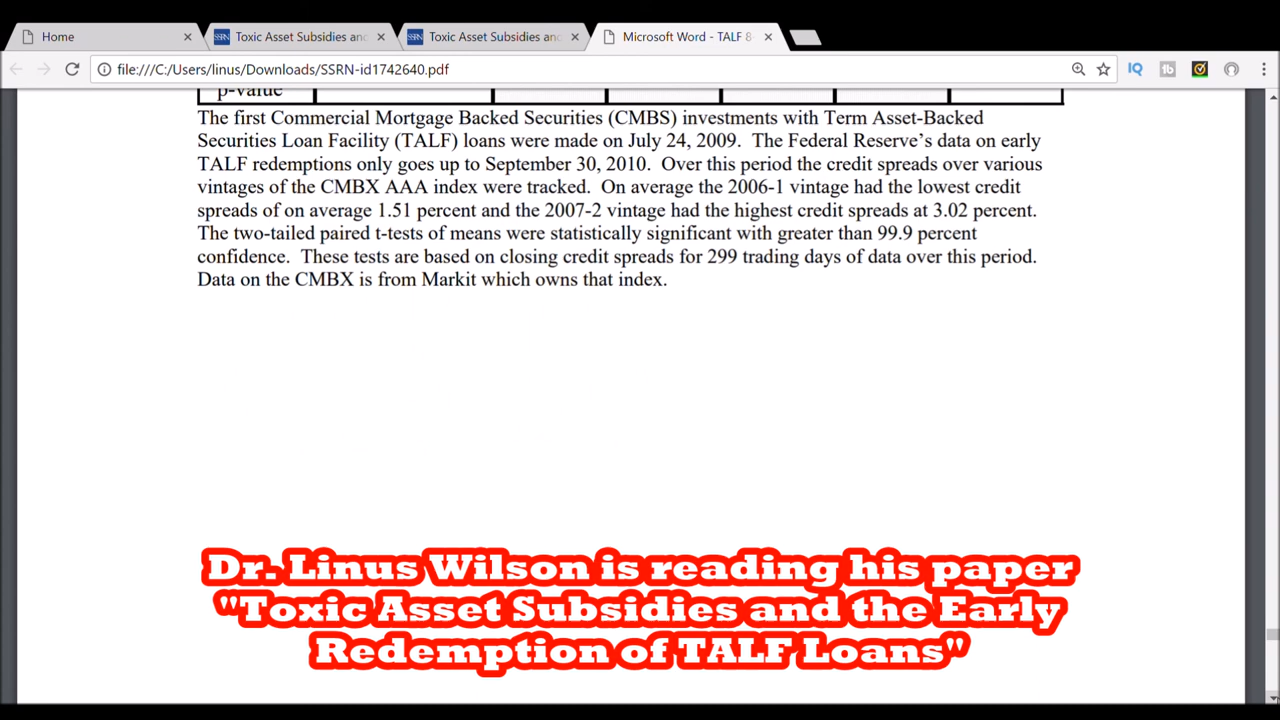 Home
Toxic Asset Subsidies and
Toxic Asset Subsidies and
Microsoft Word - TALF 8
file:///C:/Users/linus/Downloads/SSRN-id1742640.pdf
p-value
The first Commercial Mortgage Backed Securities (CMBS) investments with Term Asset-Backed
Securities Loan Facility (TALF) loans were made on July 24, 2009.  The Federal Reserve's data on early
TALF redemptions only goes up to September 30, 2010.  Over this period the credit spreads over various
vintages of the CMBX AAA index were tracked.  On average the 2006-1 vintage had the lowest credit
spreads of on average 1.51 percent and the 2007-2 vintage had the highest credit spreads at 3.02 percent.
The two-tailed paired t-tests of means were statistically significant with greater than 99.9 percent
confidence.  These tests are based on closing credit spreads for 299 trading days of data over this period.
Data on the CMBX is from Markit which owns that index.
Dr. Linus Wilson is reading his paper
"Toxic Asset Subsidies and the Early
Redemption of TALF Loans"